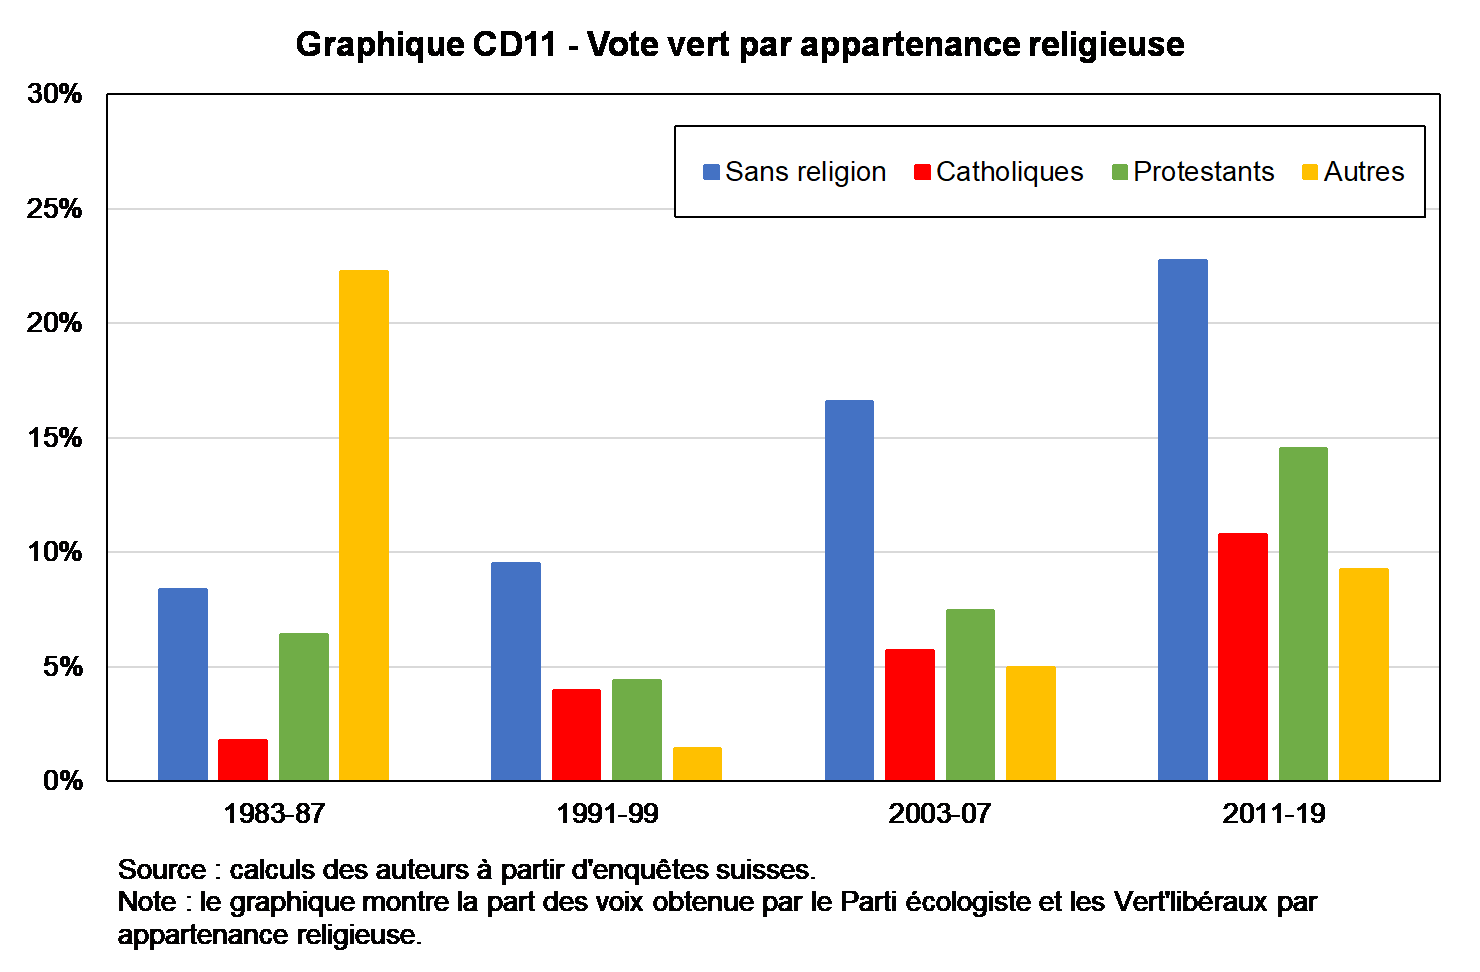 Graphique CD11 - Vote vert par appartenance religieuse
30%
25%
20%
15%
10%
5%
0%
Sans religion Catholiques Protestants Autres
1983-87 1991-99 2003-07 2011-19
Source : calculs des auteurs à partir d'enquêtes suisses.
Note : le graphique montre la part des voix obtenue par le Parti écologiste et les Vert'libéraux par
appartenance religieuse.